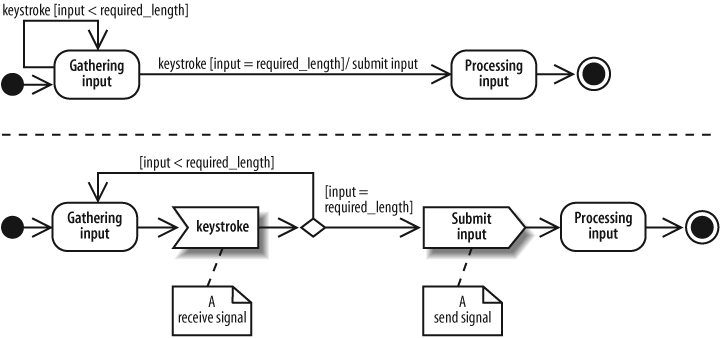 keystroke [input < required_length]
Gathering
input
keystroke [input = required_length]/ submit input
Processing
input
[input < required_length]
[input =
required_length]
Gathering
input
keystroke
Submit
input
Processing
input
A
receive signal
A
send signal